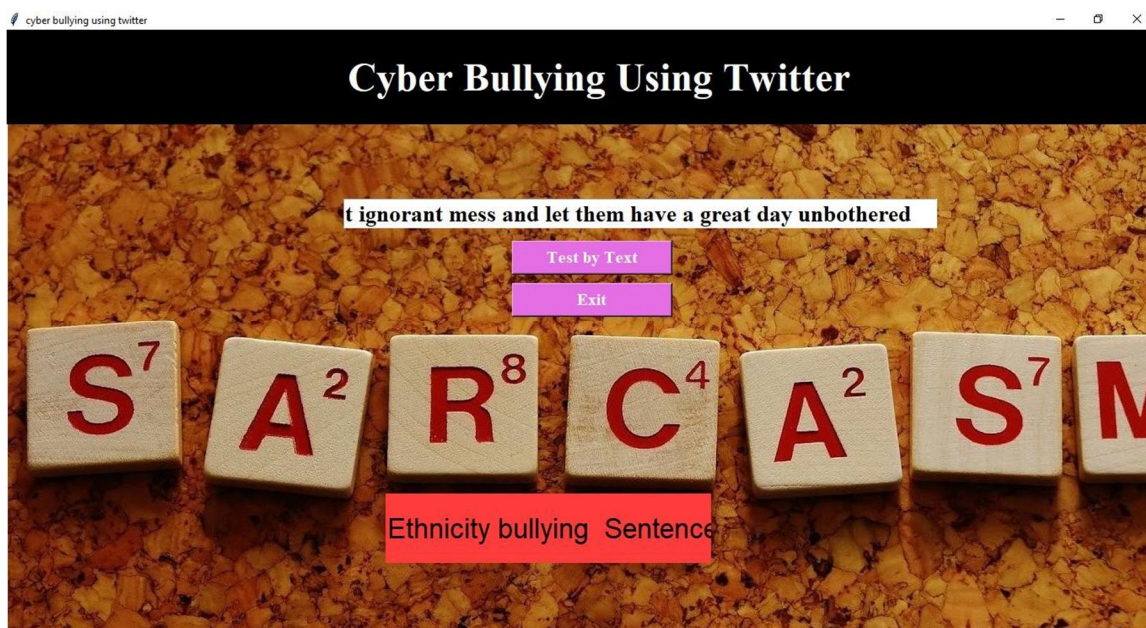 cyber bullying using twitter
Cyber Bullying Using Twitter
t ignorant mess and let them have a great day unbothered
Test by Text
Exit
S7 A2 R8 C4 A2 S7 M
Ethnicity bullying Sentence